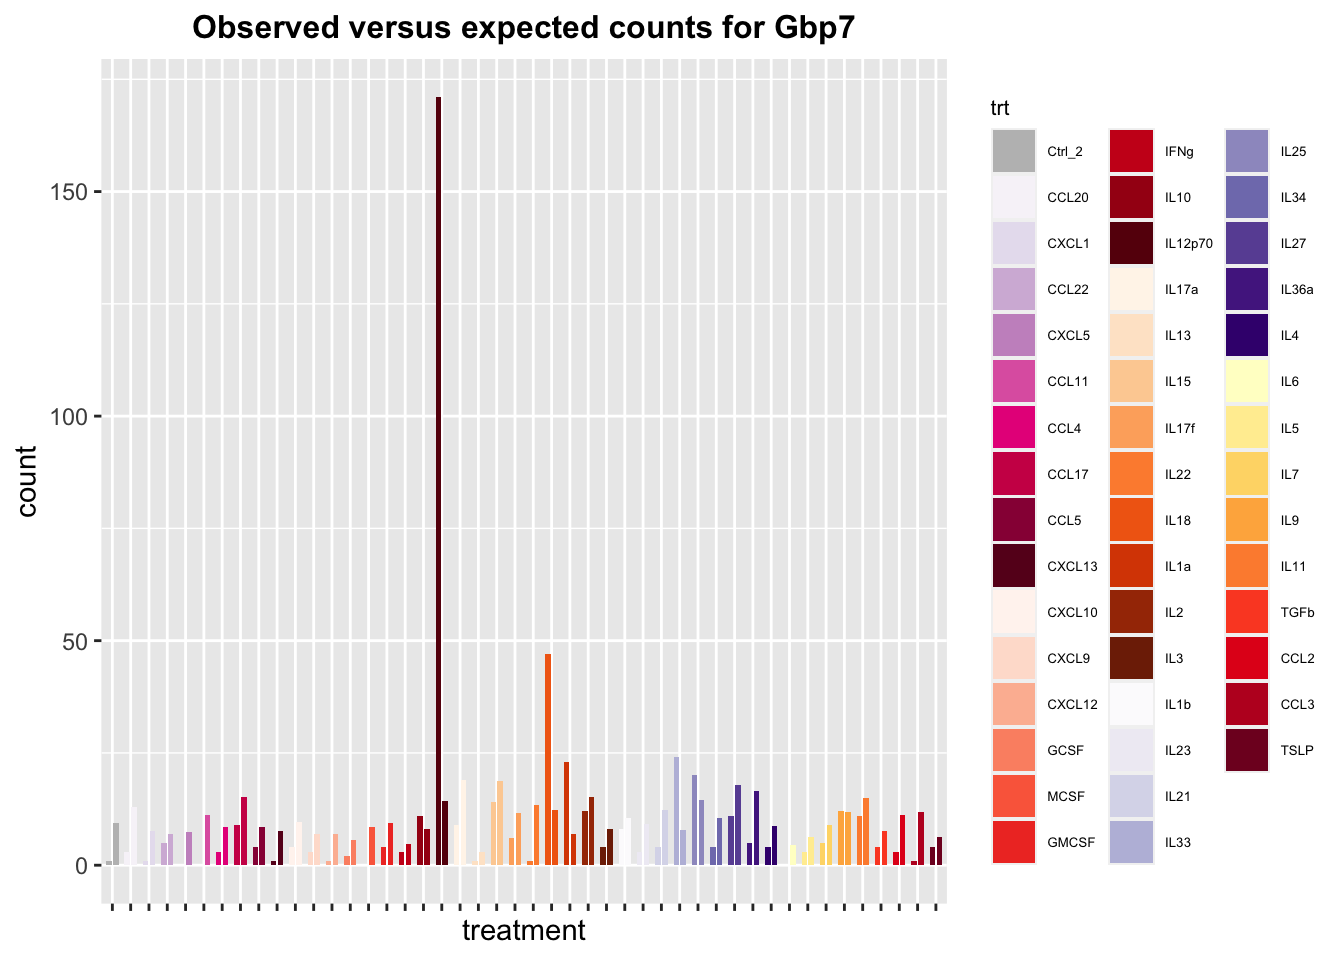 Observed versus expected counts for Gbp7
count
150
100
50
0
treatment
trt
Ctrl_2
CCL20
CXCL1
CCL22
CXCL5
CCL11
CCL4
CCL17
CCL5
CXCL13
CXCL10
CXCL9
CXCL12
GCSF
MCSF
GMCSF
IFNg
IL10
IL12p70
IL17a
IL13
IL15
IL17f
IL22
IL18
IL1a
IL2
IL3
IL1b
IL23
IL21
IL33
IL25
IL34
IL27
IL36a
IL4
IL6
IL5
IL7
IL9
IL11
TGFb
CCL2
CCL3
TSLP